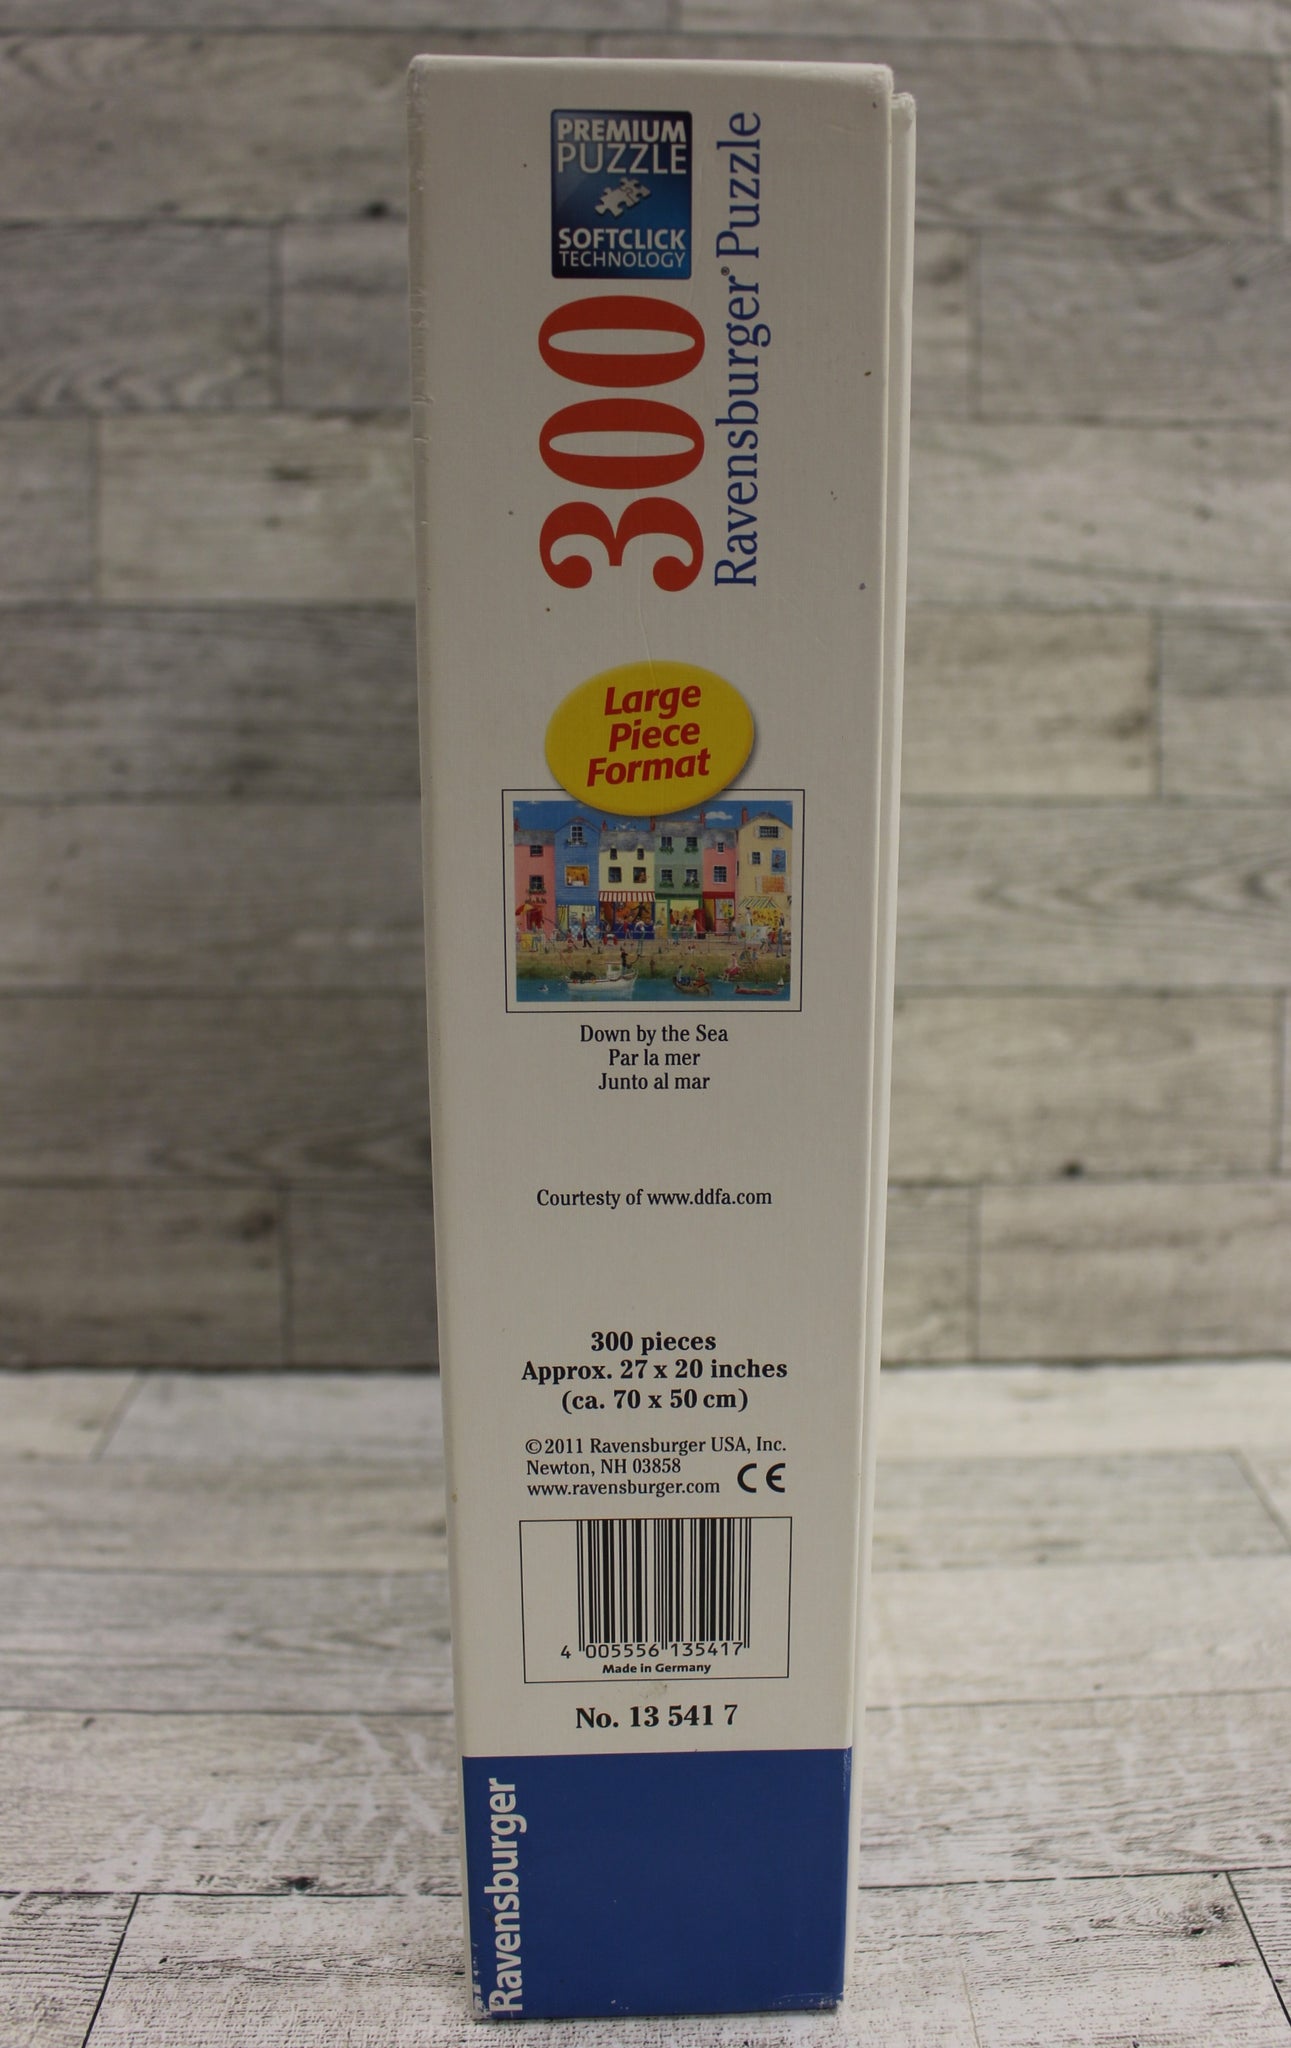 PREMIUM
PUZZLE
SOFTCLICK
TECHNOLOGY
300
Ravensburger® Puzzle
Large
Piece
Format
Down by the Sea
Par la mer
Junto al mar
Courtesty of www.ddfa.com
300 pieces
Approx. 27 x 20 inches
(ca. 70 x 50 cm)
©2011 Ravensburger USA, Inc.
Newton, NH 03858
www.ravensburger.com CE
4 005556 135417
Made in Germany
No. 13 541 7
Ravensburger